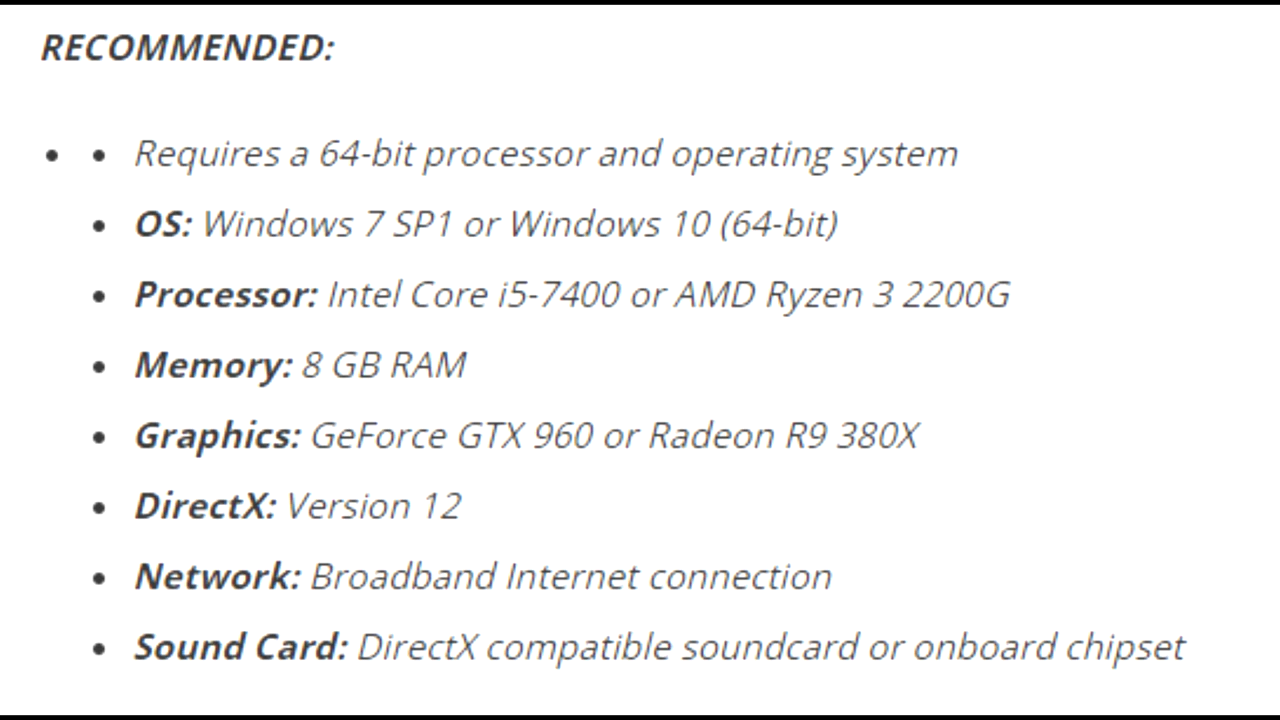 RECOMMENDED:
• • Requires a 64-bit processor and operating system
• OS: Windows 7 SP1 or Windows 10 (64-bit)
• Processor: Intel Core i5-7400 or AMD Ryzen 3 2200G
• Memory: 8 GB RAM
• Graphics: GeForce GTX 960 or Radeon R9 380X
• DirectX: Version 12
• Network: Broadband Internet connection
• Sound Card: DirectX compatible soundcard or onboard chipset